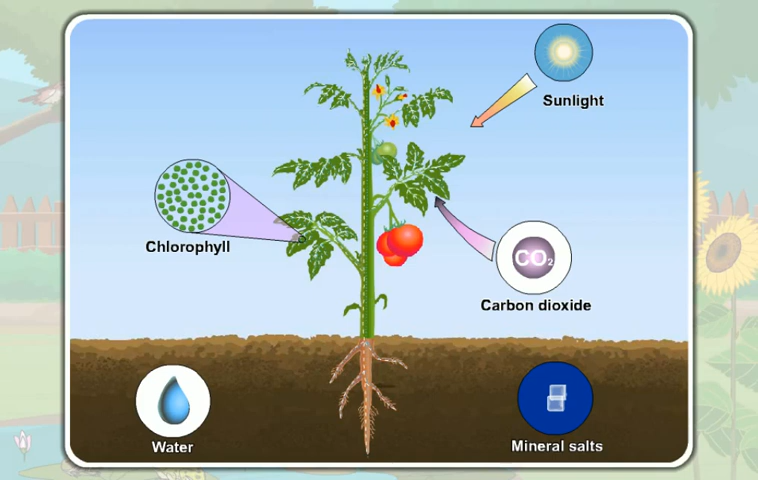 Sunlight
Chlorophyll
CO₂
Carbon dioxide
Water
Mineral salts